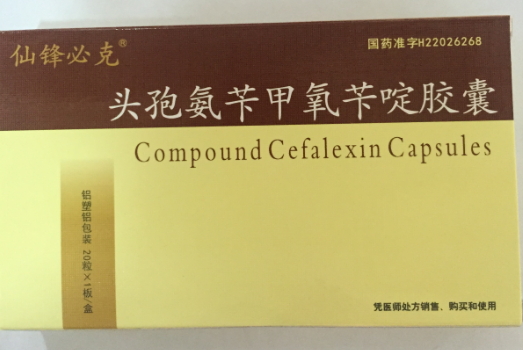 仙锋必克®
国药准字H22026268
头孢氨苄甲氧苄啶胶囊
Compound Cefalexin Capsules
铝塑铝包装 20粒×1板/盒
凭医师处方销售、购买和使用